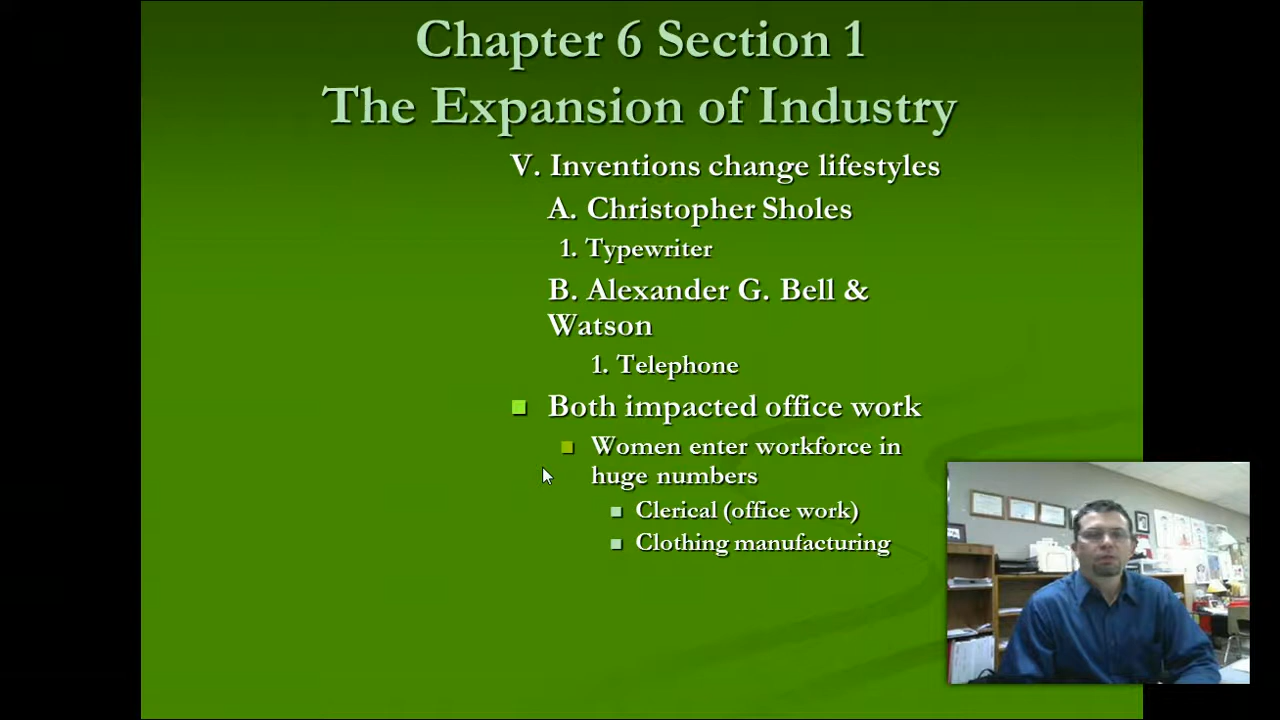 Chapter 6 Section 1
The Expansion of Industry
V. Inventions change lifestyles
A. Christopher Sholes
1. Typewriter
B. Alexander G. Bell &
Watson
1. Telephone
Both impacted office work
Women enter workforce in
huge numbers
Clerical (office work)
Clothing manufacturing